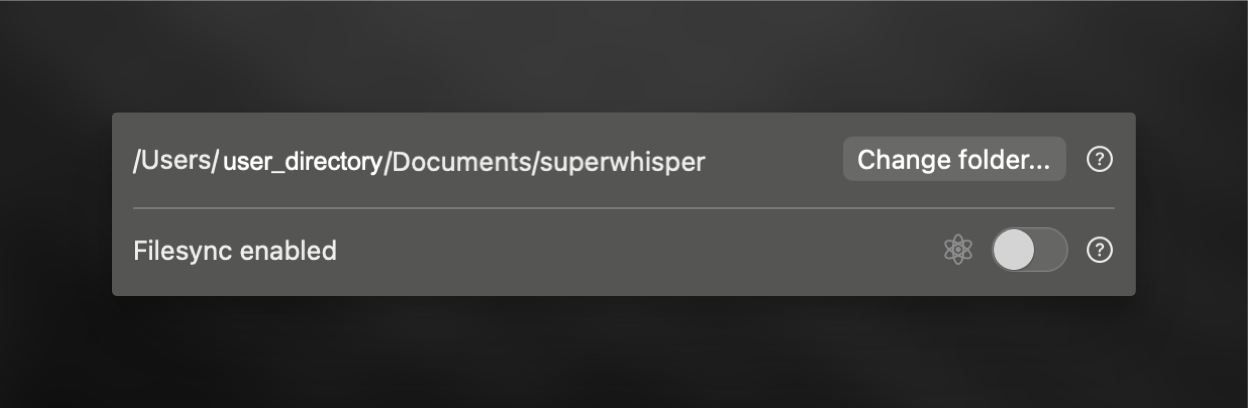 /Users/user_directory/Documents/superwhisper Change folder... ?
Filesync enabled ?